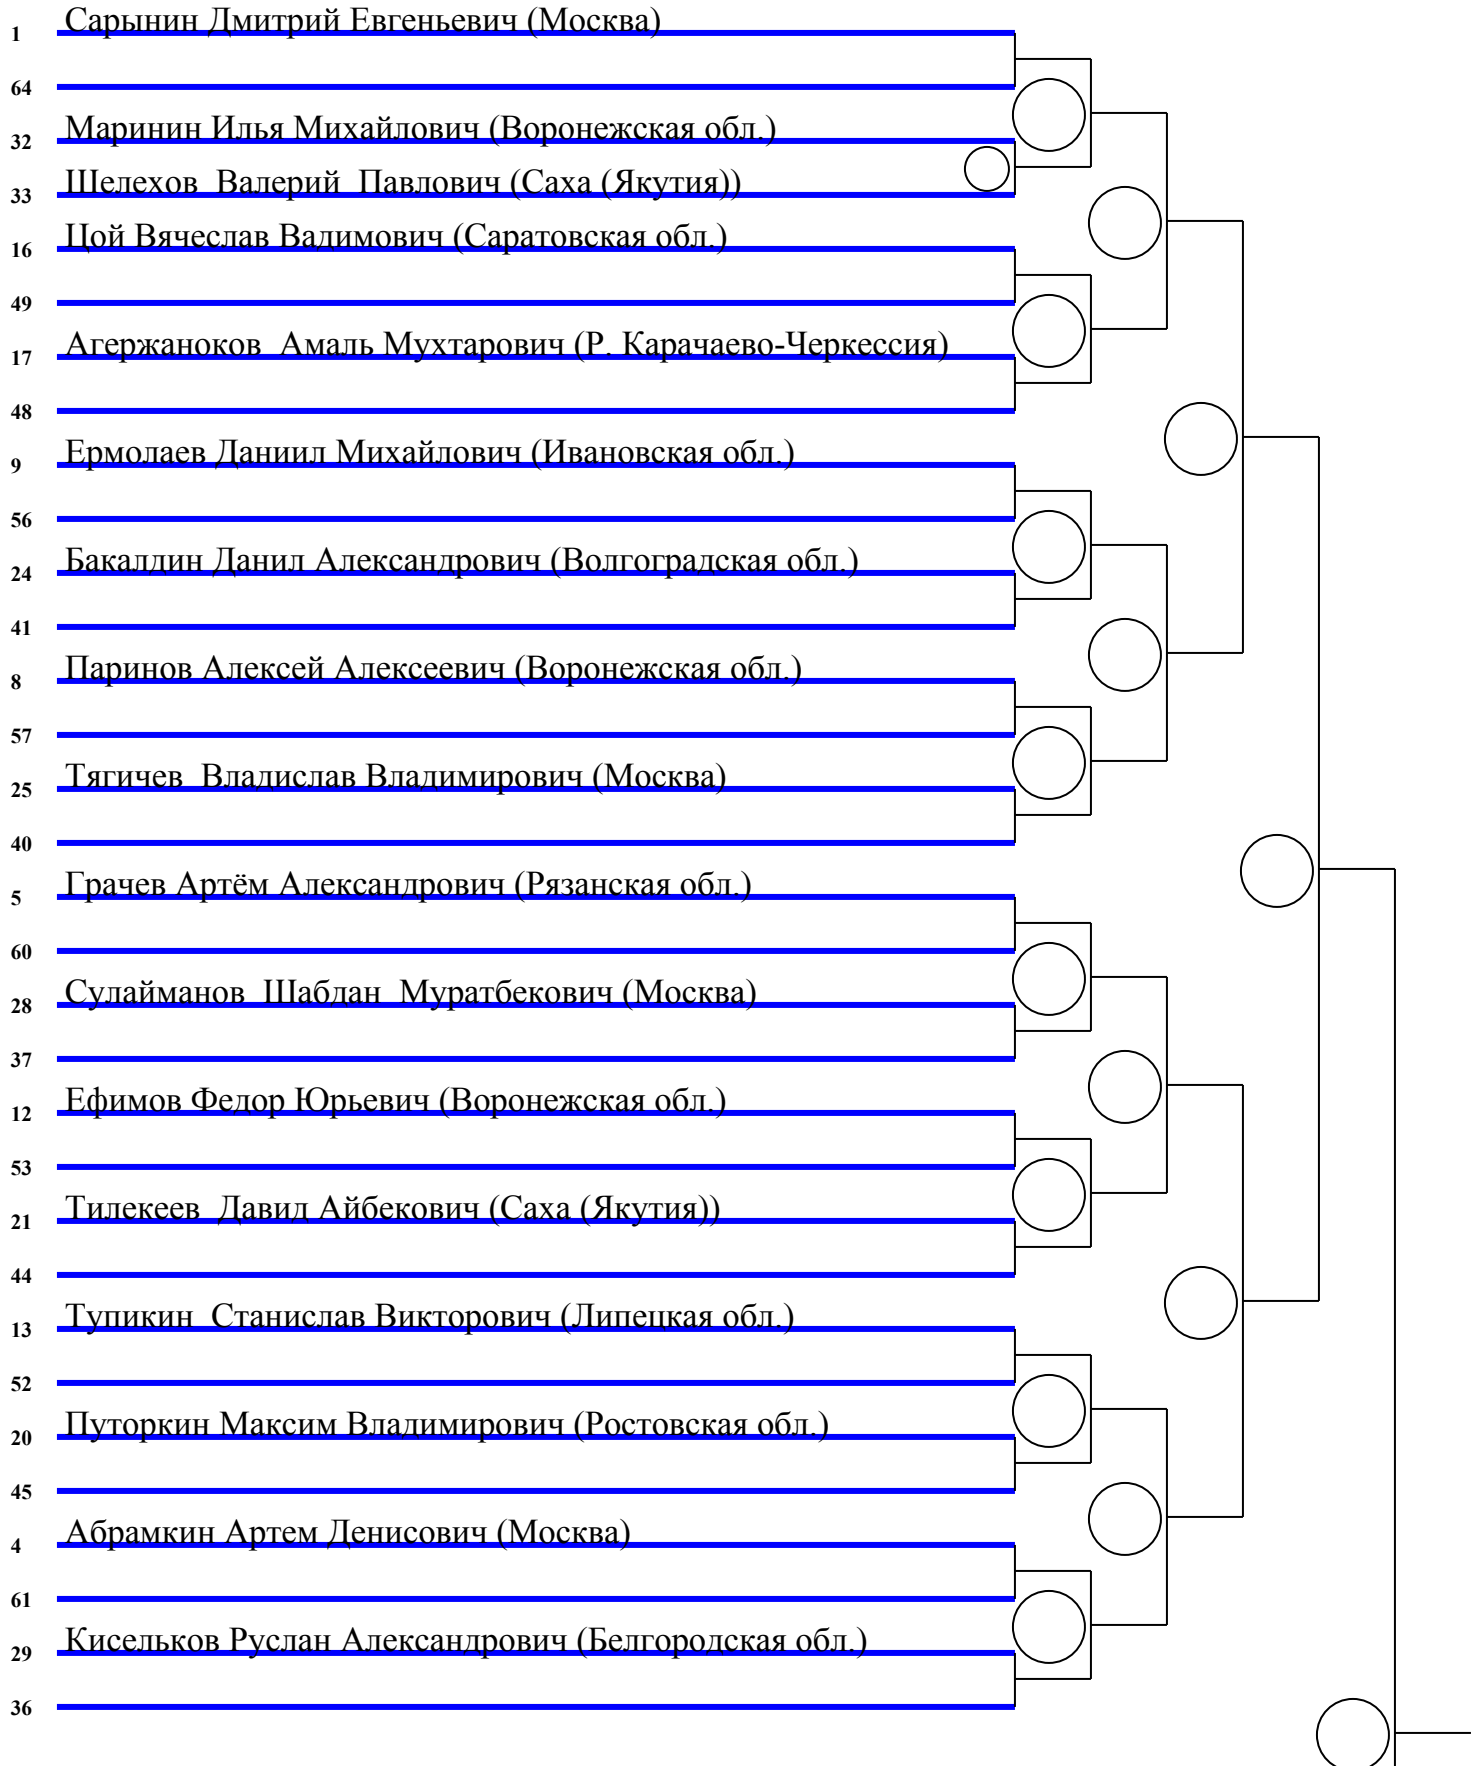 1 Сарынин Дмитрий Евгеньевич (Москва)
64
32 Маринин Илья Михайлович (Воронежская обл.)
33 Шелехов Валерий Павлович (Саха (Якутия))
16 Цой Вячеслав Вадимович (Саратовская обл.)
49
17 Агержаноков Амаль Мухтарович (Р. Карачаево-Черкессия)
48
9 Ермолаев Даниил Михайлович (Ивановская обл.)
56
24 Бакалдин Данил Александрович (Волгоградская обл.)
41
8 Паринов Алексей Алексеевич (Воронежская обл.)
57
25 Тягичев Владислав Владимирович (Москва)
40
5 Грачев Артём Александрович (Рязанская обл.)
60
28 Сулайманов Шабдан Муратбекович (Москва)
37
12 Ефимов Федор Юрьевич (Воронежская обл.)
53
21 Тилекеев Давид Айбекович (Саха (Якутия))
44
13 Тупикин Станислав Викторович (Липецкая обл.)
52
20 Путоркин Максим Владимирович (Ростовская обл.)
45
4 Абрамкин Артем Денисович (Москва)
61
29 Кисельков Руслан Александрович (Белгородская обл.)
36